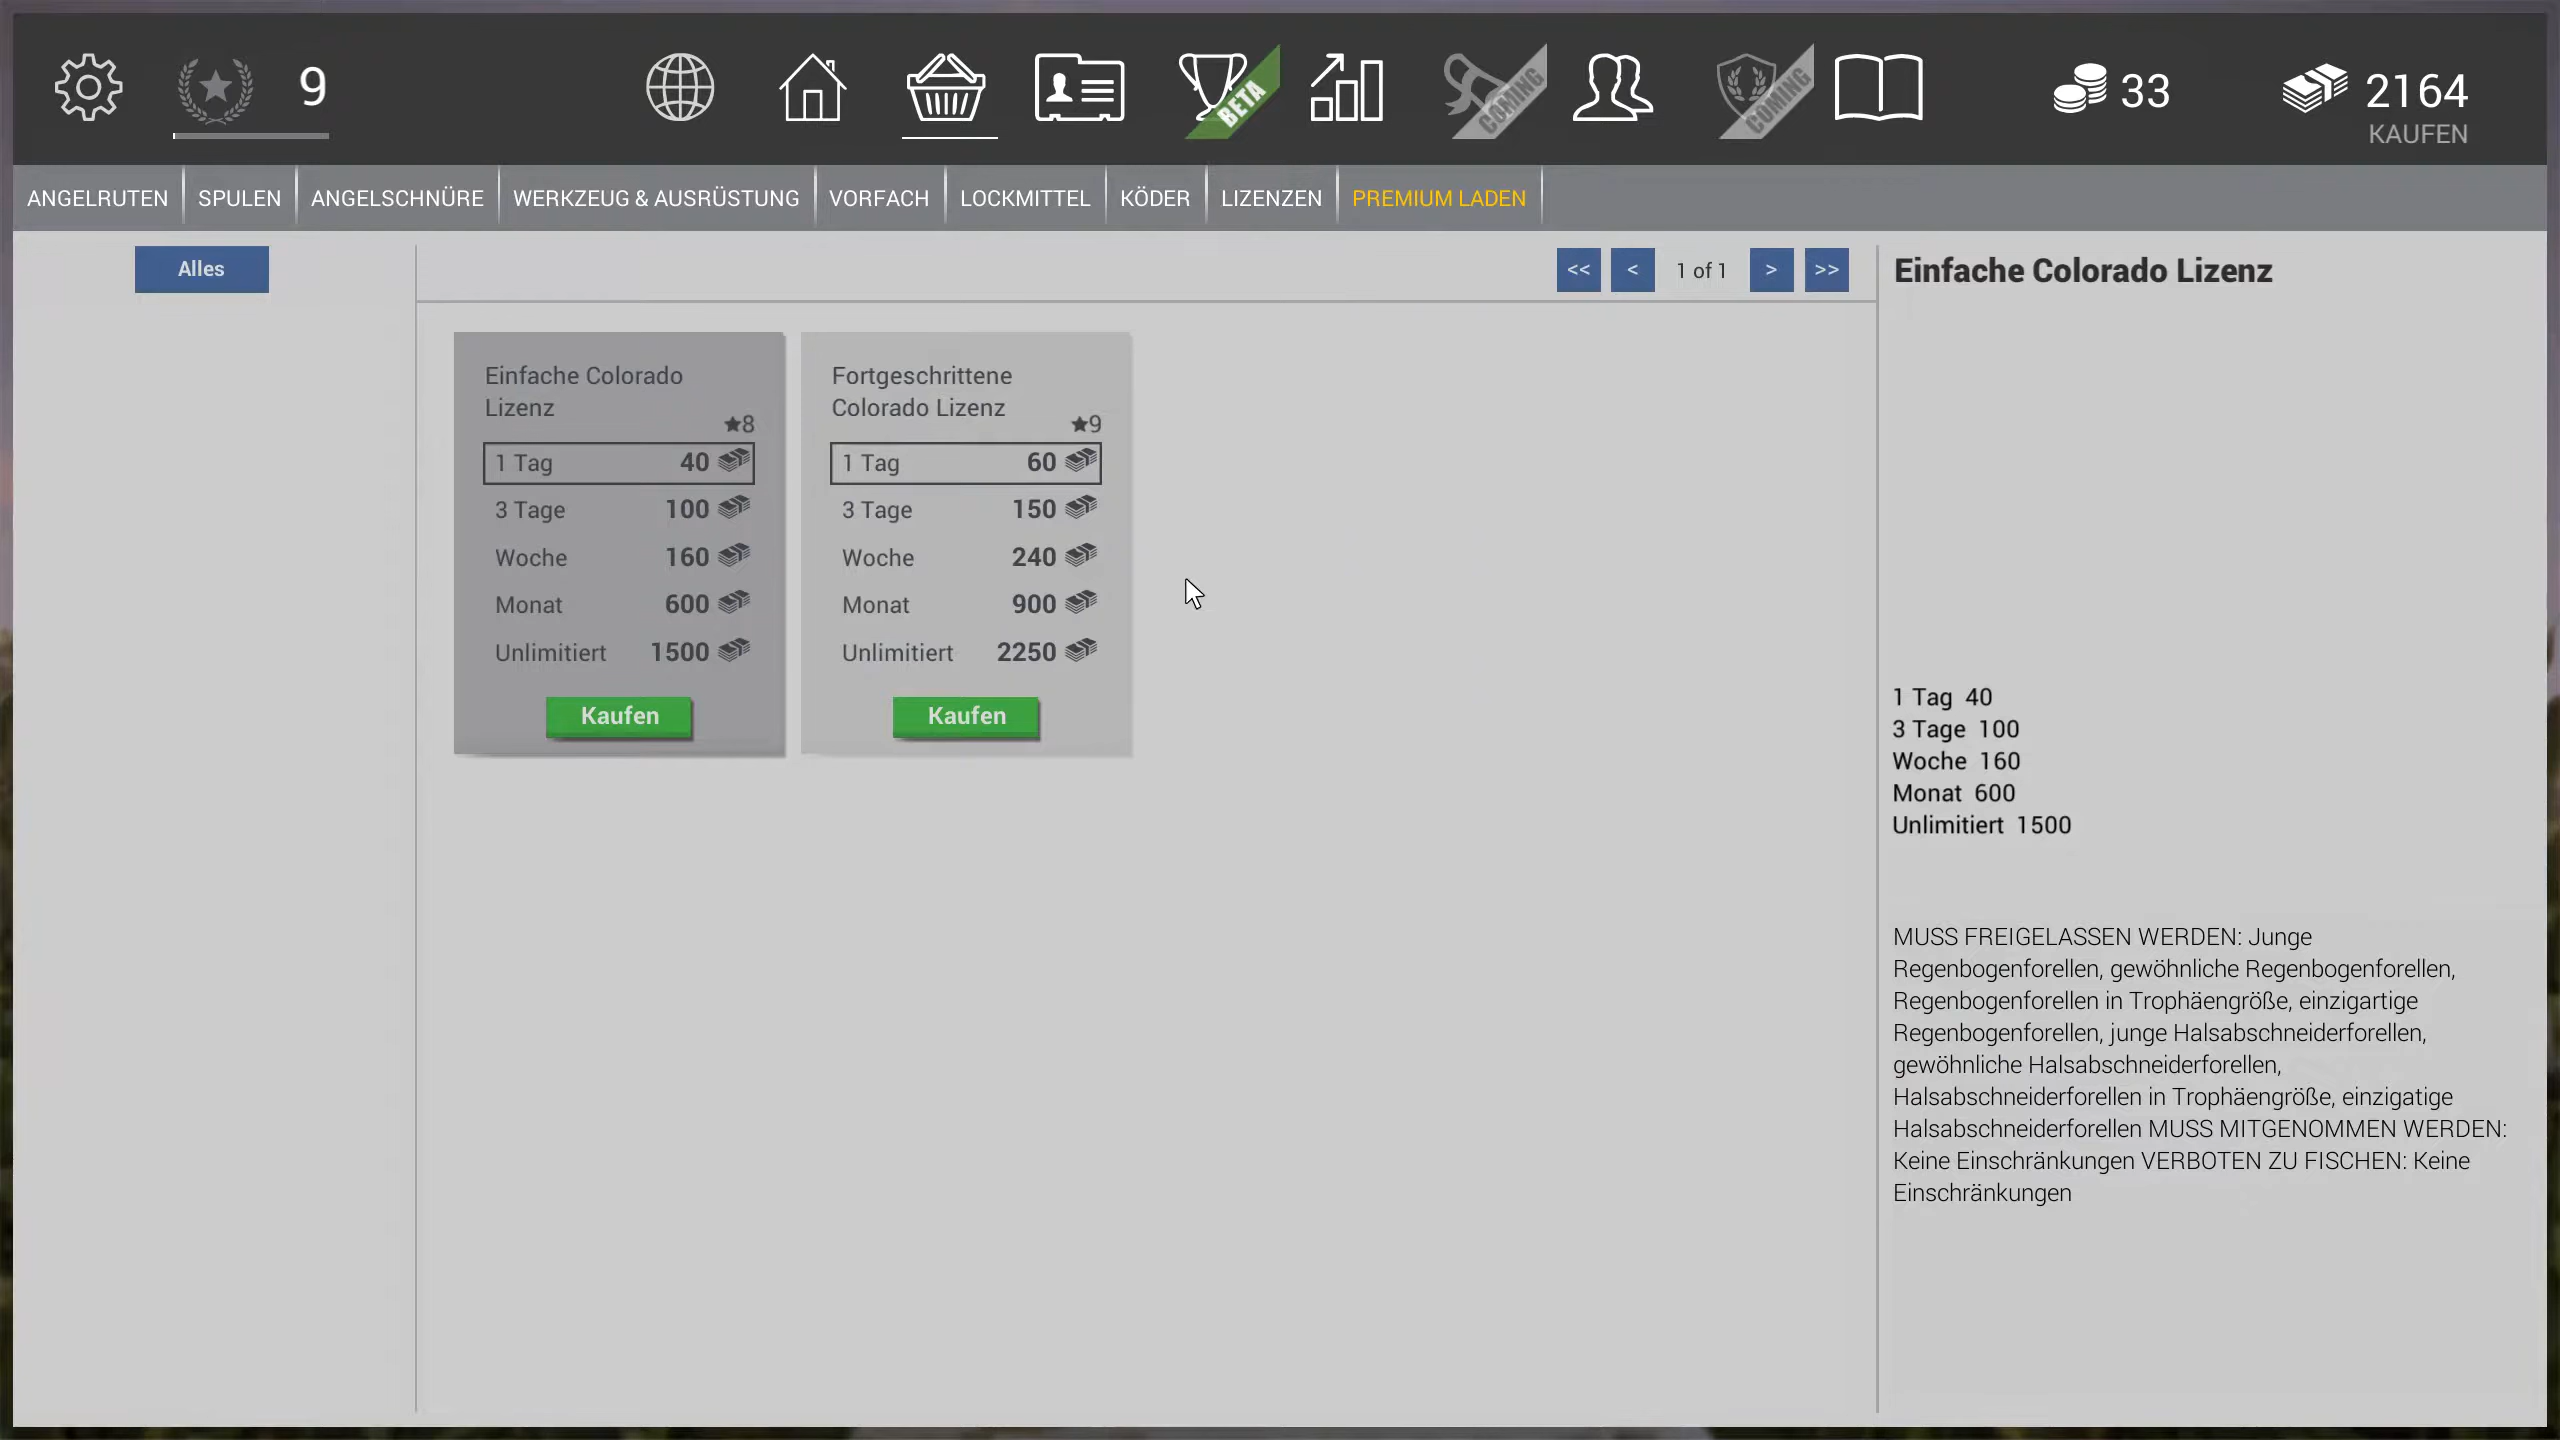 9
BETA
COMING
COMING
33
2164
KAUFEN
ANGELRUTEN
SPULEN
ANGELSCHNÜRE
WERKZEUG & AUSRÜSTUNG
VORFACH
LOCKMITTEL
KÖDER
LIZENZEN
PREMIUM LADEN
Alles
<<
<
1 of 1
>
>>
Einfache Colorado
Lizenz
★8
1 Tag 40
3 Tage 100
Woche 160
Monat 600
Unlimitiert 1500
Kaufen
Fortgeschrittene
Colorado Lizenz
★9
1 Tag 60
3 Tage 150
Woche 240
Monat 900
Unlimitiert 2250
Kaufen
Einfache Colorado Lizenz
1 Tag 40
3 Tage 100
Woche 160
Monat 600
Unlimitiert 1500
MUSS FREIGELASSEN WERDEN: Junge
Regenbogenforellen, gewöhnliche Regenbogenforellen,
Regenbogenforellen in Trophäengröße, einzigartige
Regenbogenforellen, junge Halsabschneiderforellen,
gewöhnliche Halsabschneiderforellen,
Halsabschneiderforellen in Trophäengröße, einzigatige
Halsabschneiderforellen MUSS MITGENOMMEN WERDEN:
Keine Einschränkungen VERBOTEN ZU FISCHEN: Keine
Einschränkungen